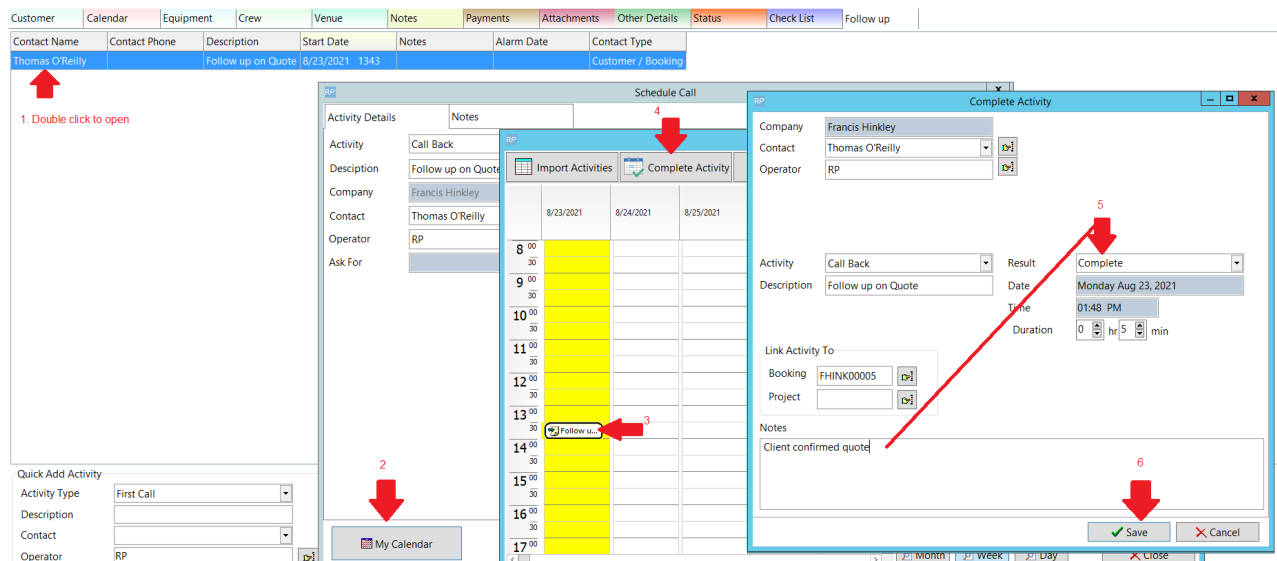 Customer Calendar Equipment Crew Venue Notes Payments Attachments Other Details Status Check List Follow up
Contact Name Contact Phone Description Start Date Notes Alarm Date Contact Type
Thomas O'Reilly Follow up on Quote 8/23/2021 1343 Customer / Booking
1. Double click to open
RP Schedule Call x
Activity Details Notes
Activity Call Back
Desciption Follow up on Quote
Company Francis Hinkley
Contact Thomas O'Reilly
Operator RP
Ask For
2
My Calendar
RP
4
Import Activities Complete Activity
8/23/2021 8/24/2021 8/25/2021
8 00
30
9 00
30
10 00
30
11 00
30
12 00
30
13 00
30 Follow u... 3
14 00
30
15 00
30
16 00
30
17 00
Month Week Day Close
RP Complete Activity x
Company Francis Hinkley
Contact Thomas O'Reilly
Operator RP
5
Activity Call Back Result Complete
Description Follow up on Quote Date Monday Aug 23, 2021
Time 01:48 PM
Duration 0 hr 5 min
Link Activity To
Booking FHINK00005
Project
Notes
Client confirmed quote
6
Save Cancel
Quick Add Activity
Activity Type First Call
Description
Contact
Operator RP